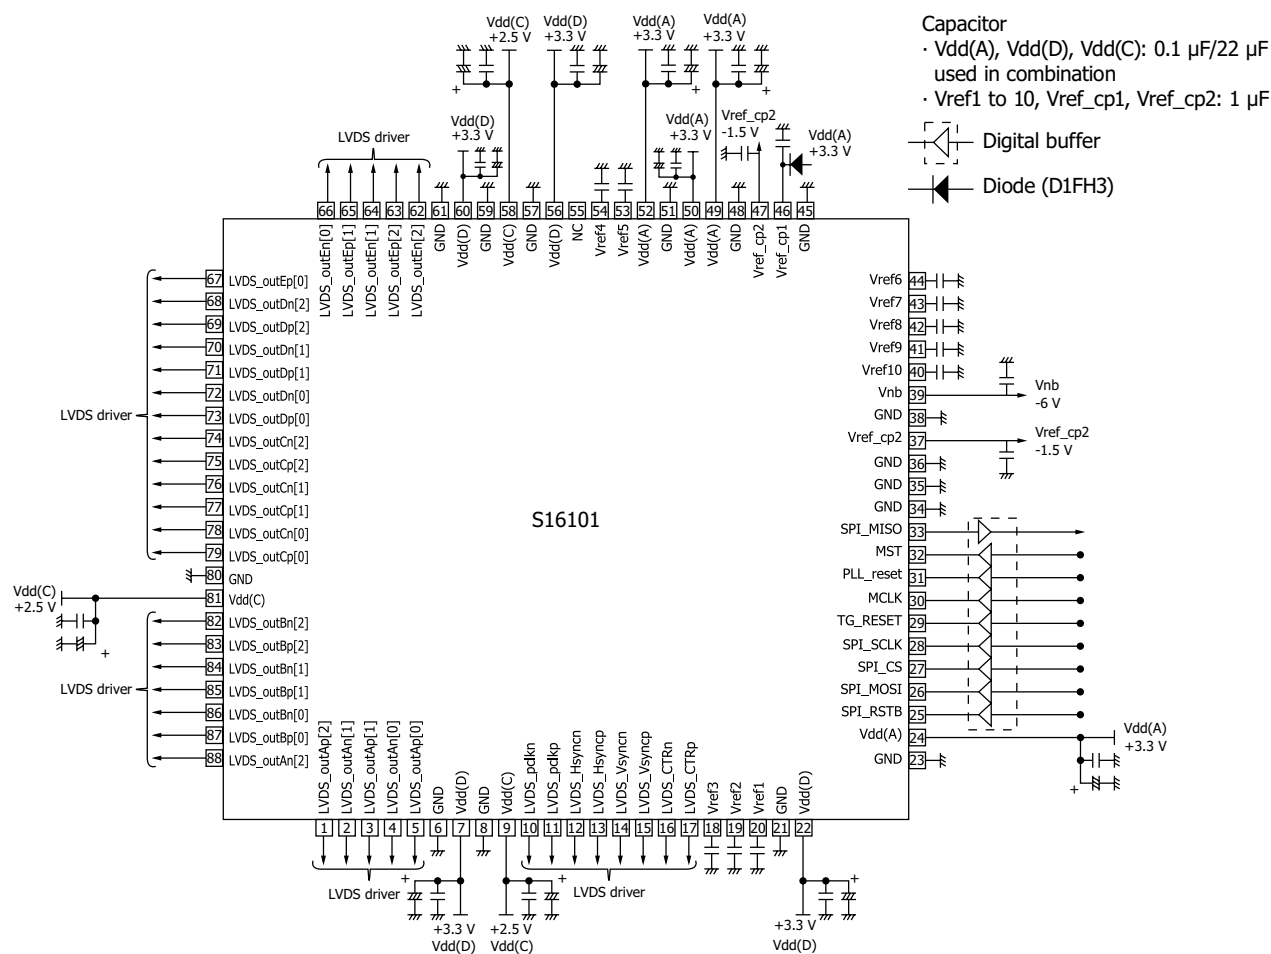 Capacitor
· Vdd(A), Vdd(D), Vdd(C): 0.1 μF/22 μF
used in combination
· Vref1 to 10, Vref_cp1, Vref_cp2: 1 μF
Digital buffer
Diode (D1FH3)
Vdd(C)
+2.5 V
Vdd(D)
+3.3 V
Vdd(A)
+3.3 V
Vdd(A)
+3.3 V
+
+
+
LVDS driver
Vdd(D)
+3.3 V
Vdd(A)
+3.3 V
Vref_cp2
-1.5 V
Vdd(A)
+3.3 V
66
65
64
63
62
61
60
59
58
57
56
55
54
53
52
51
50
49
48
47
46
45
LVDS_outEn[0]
LVDS_outEp[1]
LVDS_outEn[1]
LVDS_outEp[2]
LVDS_outEn[2]
GND
Vdd(D)
GND
Vdd(C)
GND
Vdd(D)
NC
Vref4
Vref5
Vdd(A)
GND
Vdd(A)
Vdd(A)
GND
Vref_cp2
Vref_cp1
GND
67 LVDS_outEp[0]
68 LVDS_outDn[2]
69 LVDS_outDp[2]
70 LVDS_outDn[1]
71 LVDS_outDp[1]
72 LVDS_outDn[0]
73 LVDS_outDp[0]
74 LVDS_outCn[2]
75 LVDS_outCp[2]
76 LVDS_outCn[1]
77 LVDS_outCp[1]
78 LVDS_outCn[0]
79 LVDS_outCp[0]
LVDS driver
80 GND
81 Vdd(C)
Vdd(C)
+2.5 V
+
82 LVDS_outBn[2]
83 LVDS_outBp[2]
84 LVDS_outBn[1]
85 LVDS_outBp[1]
86 LVDS_outBn[0]
87 LVDS_outBp[0]
88 LVDS_outAn[2]
LVDS driver
S16101
Vref6 44
Vref7 43
Vref8 42
Vref9 41
Vref10 40
Vnb 39
Vnb
-6 V
GND 38
Vref_cp2 37
Vref_cp2
-1.5 V
GND 36
GND 35
GND 34
SPI_MISO 33
MST 32
PLL_reset 31
MCLK 30
TG_RESET 29
SPI_SCLK 28
SPI_CS 27
SPI_MOSI 26
SPI_RSTB 25
Vdd(A) 24
Vdd(A)
+3.3 V
GND 23
+
LVDS_outAp[2]
LVDS_outAn[1]
LVDS_outAp[1]
LVDS_outAn[0]
LVDS_outAp[0]
GND
Vdd(D)
GND
Vdd(C)
LVDS_pdkn
LVDS_pdkp
LVDS_Hsyncn
LVDS_Hsyncp
LVDS_Vsyncn
LVDS_Vsyncp
LVDS_CTRn
LVDS_CTRp
Vref3
Vref2
Vref1
GND
Vdd(D)
1
2
3
4
5
6
7
8
9
10
11
12
13
14
15
16
17
18
19
20
21
22
LVDS driver
+
+
LVDS driver
+
+3.3 V
Vdd(D)
+2.5 V
Vdd(C)
+3.3 V
Vdd(D)